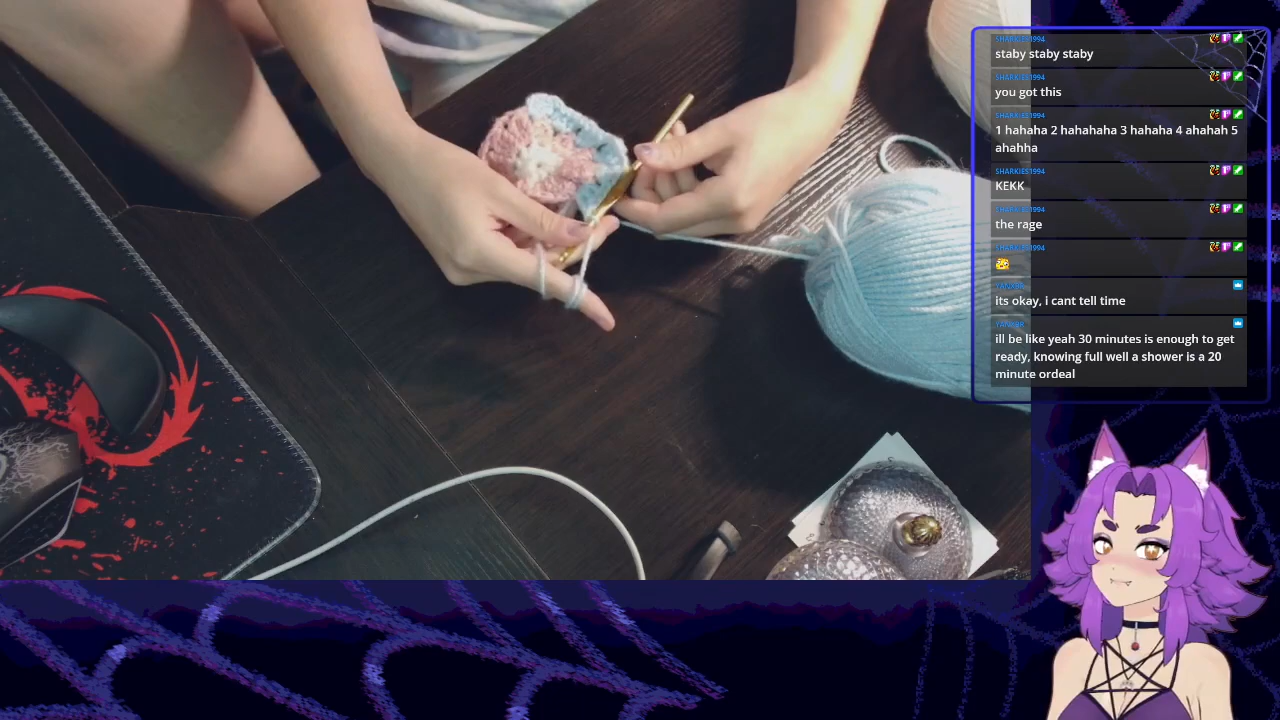 SHARKIES1994
staby staby staby
SHARKIES1994
you got this
SHARKIES1994
1 hahaha 2 hahahaha 3 hahaha 4 ahahah 5
ahahha
SHARKIES1994
KEKK
SHARKIES1994
the rage
SHARKIES1994
its okay, i cant tell time
ill be like yeah 30 minutes is enough to get
ready, knowing full well a shower is a 20
minute ordeal